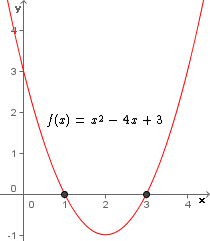 y
4
3
f(x) = x² − 4x + 3
2
1
0
0 1 2 3 4 x
-1